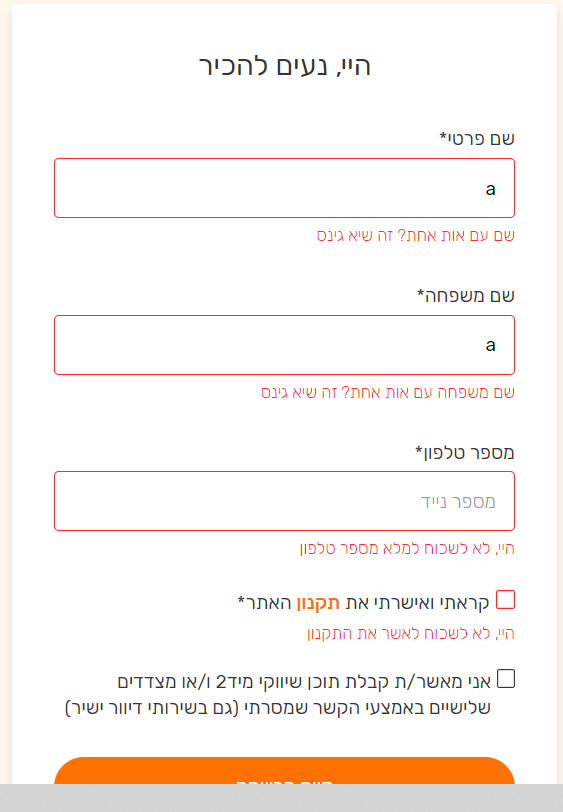 היי, נעים להכיר
שם פרטי*
a
שם עם אות אחת? זה שיא גינס
שם משפחה*
a
שם משפחה עם אות אחת? זה שיא גינס
מספר טלפון*
מספר נייד
היי, לא לשכוח למלא מספר טלפון
קראתי ואישרתי את תקנון האתר*
היי, לא לשכוח לאשר את התקנון
אני מאשר/ת קבלת תוכן שיווקי מיד2 ו/או מצדדים
שלישיים באמצעי הקשר שמסרתי (גם בשירותי דיוור ישיר)